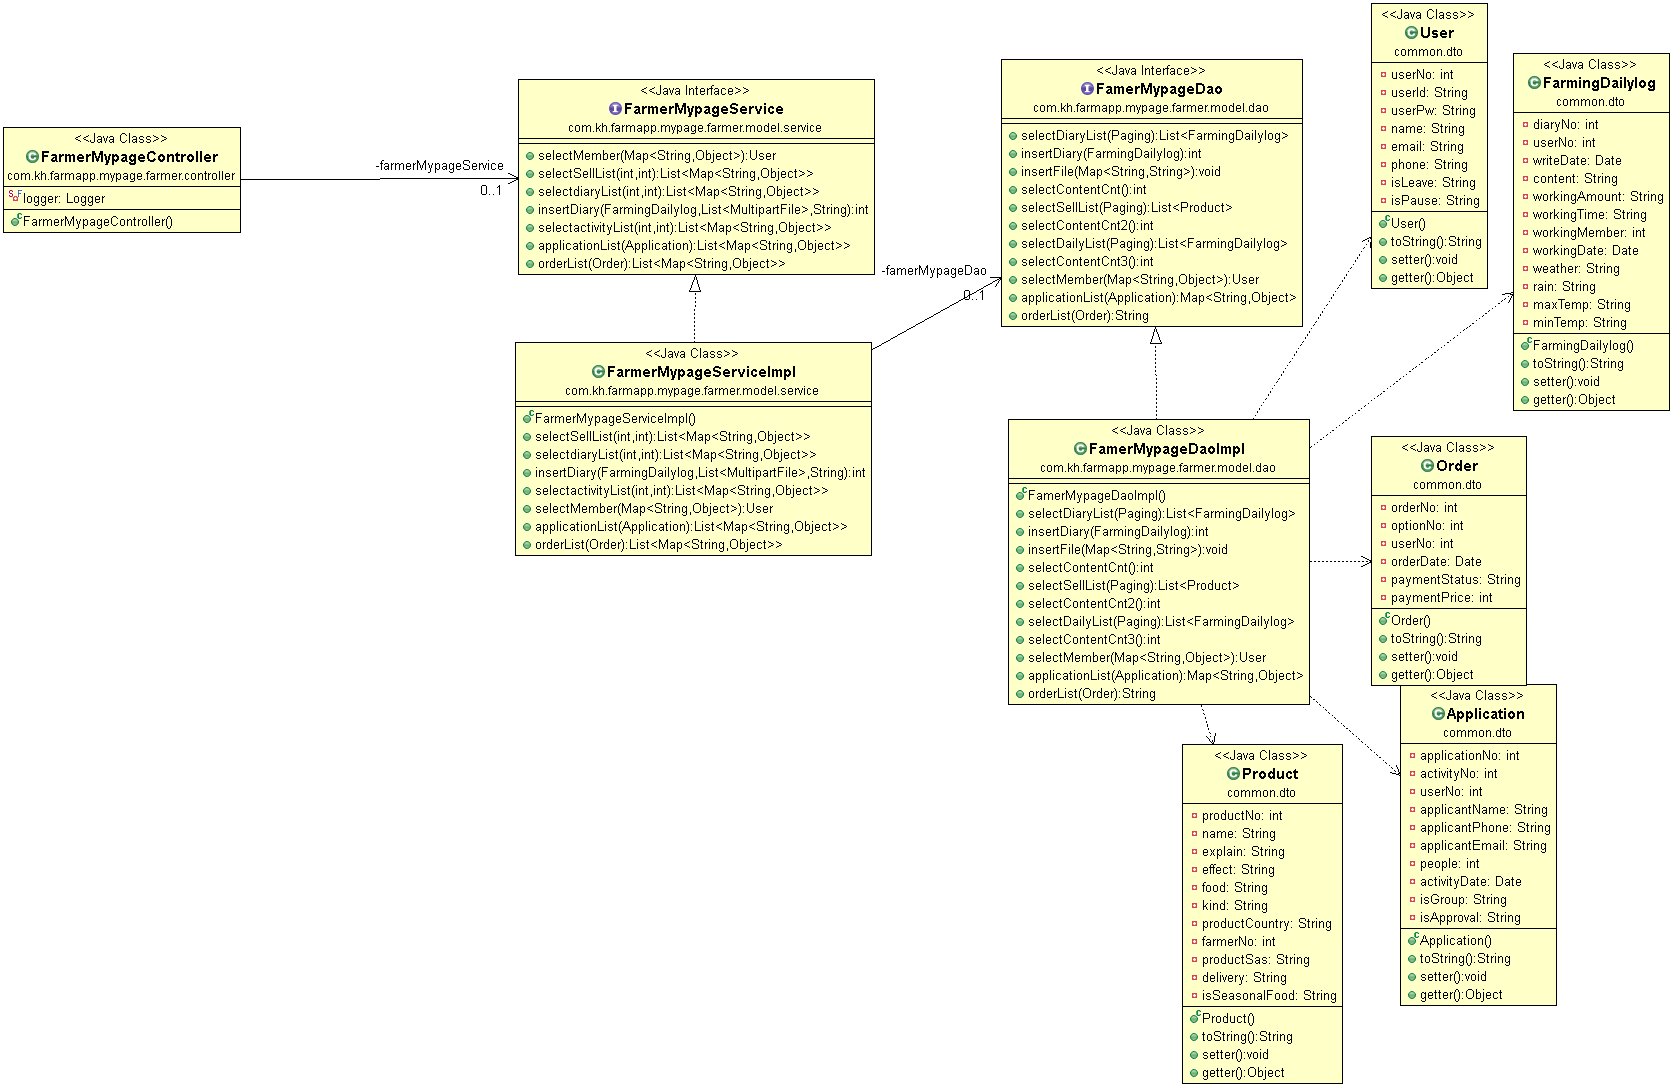 <<Java Class>>
FarmerMypageController
com.kh.farmapp.mypage.farmer.controller
logger: Logger
FarmerMypageController()
-farmerMypageService
0..1
<<Java Interface>>
FarmerMypageService
com.kh.farmapp.mypage.farmer.model.service
selectMember(Map<String,Object>):User
selectSellList(int,int):List<Map<String,Object>>
selectdiaryList(int,int):List<Map<String,Object>>
insertDiary(FarmingDailylog,List<MultipartFile>,String):int
selectactivityList(int,int):List<Map<String,Object>>
applicationList(Application):List<Map<String,Object>>
orderList(Order):List<Map<String,Object>>
<<Java Class>>
FarmerMypageServiceImpl
com.kh.farmapp.mypage.farmer.model.service
FarmerMypageServiceImpl()
selectSellList(int,int):List<Map<String,Object>>
selectdiaryList(int,int):List<Map<String,Object>>
insertDiary(FarmingDailylog,List<MultipartFile>,String):int
selectactivityList(int,int):List<Map<String,Object>>
selectMember(Map<String,Object>):User
applicationList(Application):List<Map<String,Object>>
orderList(Order):List<Map<String,Object>>
-famerMypageDao
0..1
<<Java Interface>>
FamerMypageDao
com.kh.farmapp.mypage.farmer.model.dao
selectDiaryList(Paging):List<FarmingDailylog>
insertDiary(FarmingDailylog):int
insertFile(Map<String,String>):void
selectContentCnt():int
selectSellList(Paging):List<Product>
selectContentCnt2():int
selectDailyList(Paging):List<FarmingDailylog>
selectContentCnt3():int
selectMember(Map<String,Object>):User
applicationList(Application):Map<String,Object>
orderList(Order):String
<<Java Class>>
FamerMypageDaoImpl
com.kh.farmapp.mypage.farmer.model.dao
FamerMypageDaoImpl()
selectDiaryList(Paging):List<FarmingDailylog>
insertDiary(FarmingDailylog):int
insertFile(Map<String,String>):void
selectContentCnt():int
selectSellList(Paging):List<Product>
selectContentCnt2():int
selectDailyList(Paging):List<FarmingDailylog>
selectContentCnt3():int
selectMember(Map<String,Object>):User
applicationList(Application):Map<String,Object>
orderList(Order):String
<<Java Class>>
User
common.dto
userNo: int
userId: String
userPw: String
name: String
email: String
phone: String
isLeave: String
isPause: String
User()
toString():String
setter():void
getter():Object
<<Java Class>>
FarmingDailylog
common.dto
diaryNo: int
userNo: int
writeDate: Date
content: String
workingAmount: String
workingTime: String
workingMember: int
workingDate: Date
weather: String
rain: String
maxTemp: String
minTemp: String
FarmingDailylog()
toString():String
setter():void
getter():Object
<<Java Class>>
Order
common.dto
orderNo: int
optionNo: int
userNo: int
orderDate: Date
paymentStatus: String
paymentPrice: int
Order()
toString():String
setter():void
getter():Object
<<Java Class>>
Application
common.dto
applicationNo: int
activityNo: int
userNo: int
applicantName: String
applicantPhone: String
applicantEmail: String
people: int
activityDate: Date
isGroup: String
isApproval: String
Application()
toString():String
setter():void
getter():Object
<<Java Class>>
Product
common.dto
productNo: int
name: String
explain: String
effect: String
food: String
kind: String
productCountry: String
farmerNo: int
productSas: String
delivery: String
isSeasonalFood: String
Product()
toString():String
setter():void
getter():Object